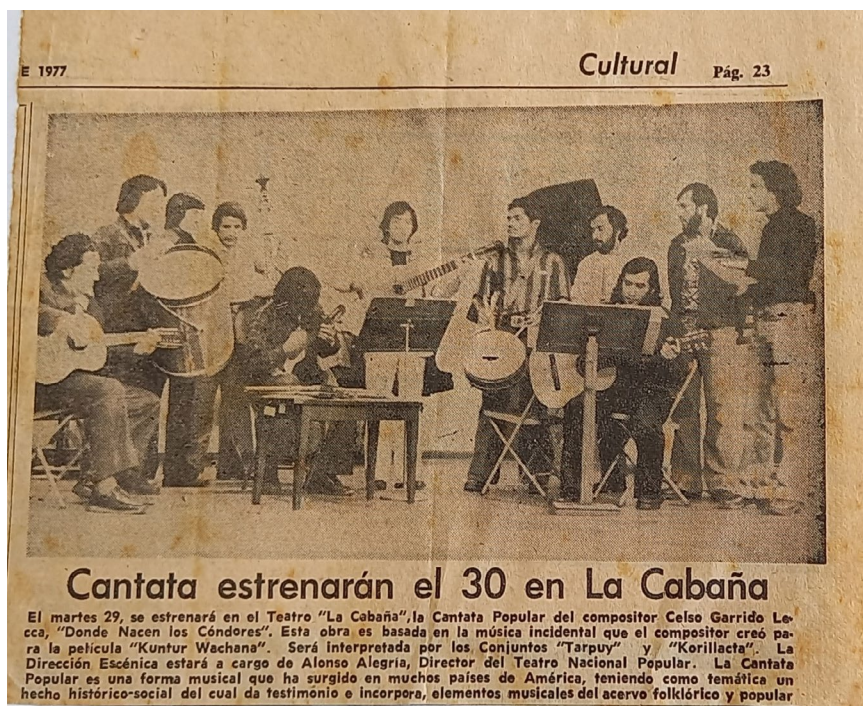 E 1977
Cultural Pág. 23
Cantata estrenarán el 30 en La Cabaña
El martes 29, se estrenará en el Teatro "La Cabaña",la Cantata Popular del compositor Celso Garrido Le-
cca, "Donde Nacen los Cóndores". Esta obra es basada en la música incidental que el compositor creó pa-
ra la película "Kuntur Wachana". Será interpretada por los Conjuntos "Tarpuy" y "Korillacta". La
Dirección Escénica estará a cargo de Alonso Alegría, Director del Teatro Nacional Popular. La Cantata
Popular es una forma musical que ha surgido en muchos países de América, teniendo como temática un
hecho histórico-social del cual da testimonio e incorpora, elementos musicales del acervo folklórico y popular